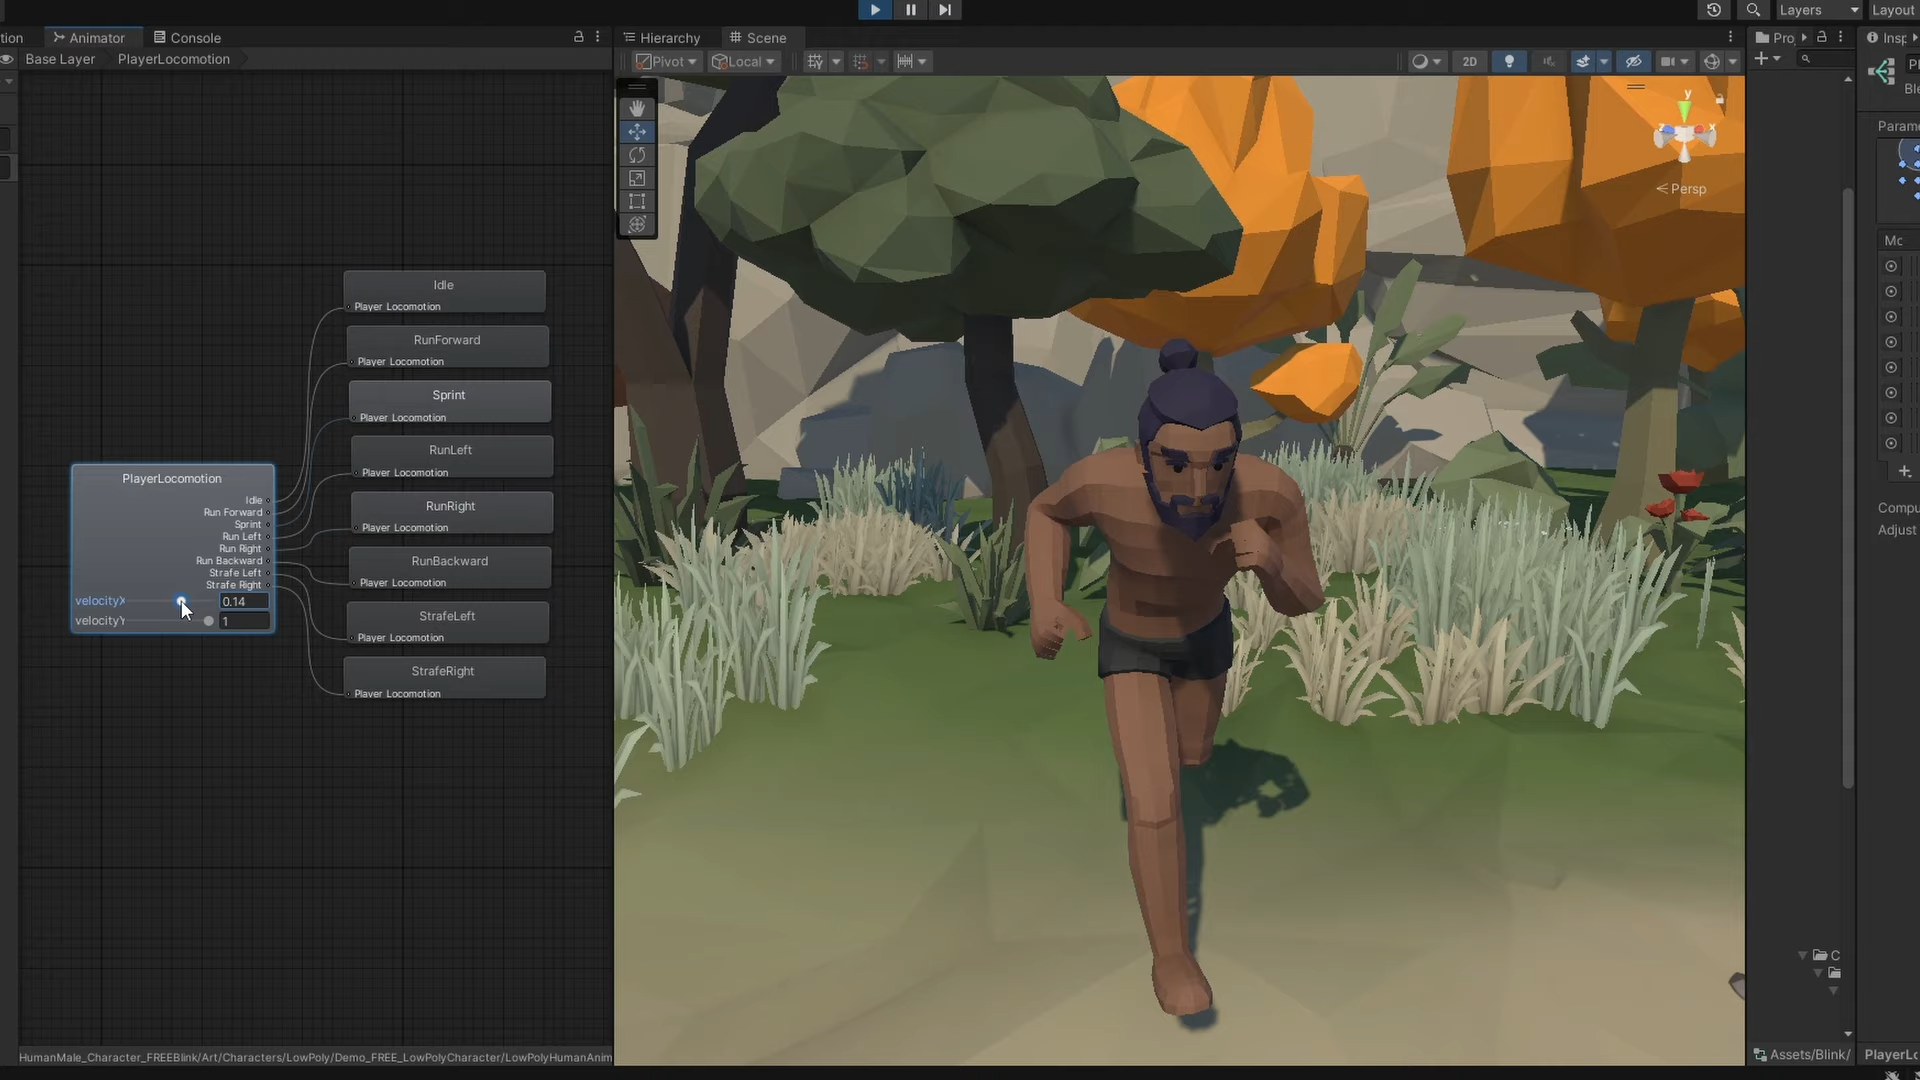 Layers
Layout
tion
Animator
Console
Hierarchy
Scene
Pro
Insp
Base Layer
PlayerLocomotion
Pivot
Local
2D
y
Persp
Parame
Mc
Idle
Player Locomotion
RunForward
Player Locomotion
Sprint
Player Locomotion
RunLeft
Player Locomotion
RunRight
Player Locomotion
RunBackward
Player Locomotion
StrafeLeft
Player Locomotion
StrafeRight
Player Locomotion
PlayerLocomotion
Idle
Run Forward
Sprint
Run Left
Run Right
Run Backward
Strafe Left
Strafe Right
velocityX
0.14
velocityY
1
Compu
Adjust
C
HumanMale_Character_FREEBlink/Art/Characters/LowPoly/Demo_FREE_LowPolyCharacter/LowPolyHumanAnim
Assets/Blink/
PlayerLo